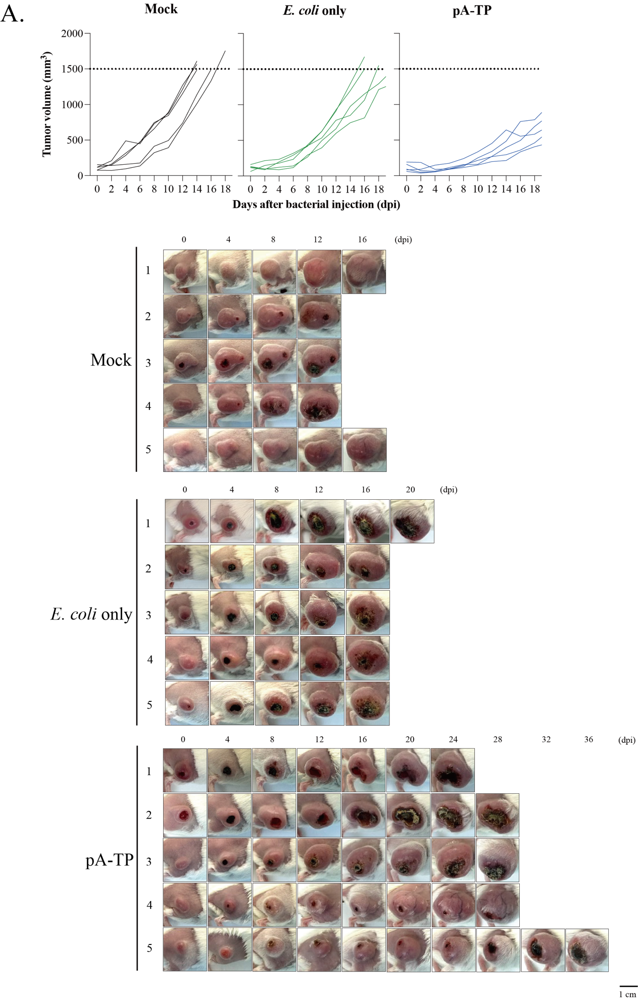 A.
Mock E. coli only pA-TP
Tumor volume (mm3)
2000
1500
1000
500
0
0 2 4 6 8 10 12 14 16 18 0 2 4 6 8 10 12 14 16 18 0 2 4 6 8 10 12 14 16 18
Days after bacterial injection (dpi)
0 4 8 12 16 (dpi)
Mock
1
2
3
4
5
0 4 8 12 16 20 (dpi)
E. coli only
1
2
3
4
5
0 4 8 12 16 20 24 28 32 36 (dpi)
pA-TP
1
2
3
4
5
1 cm